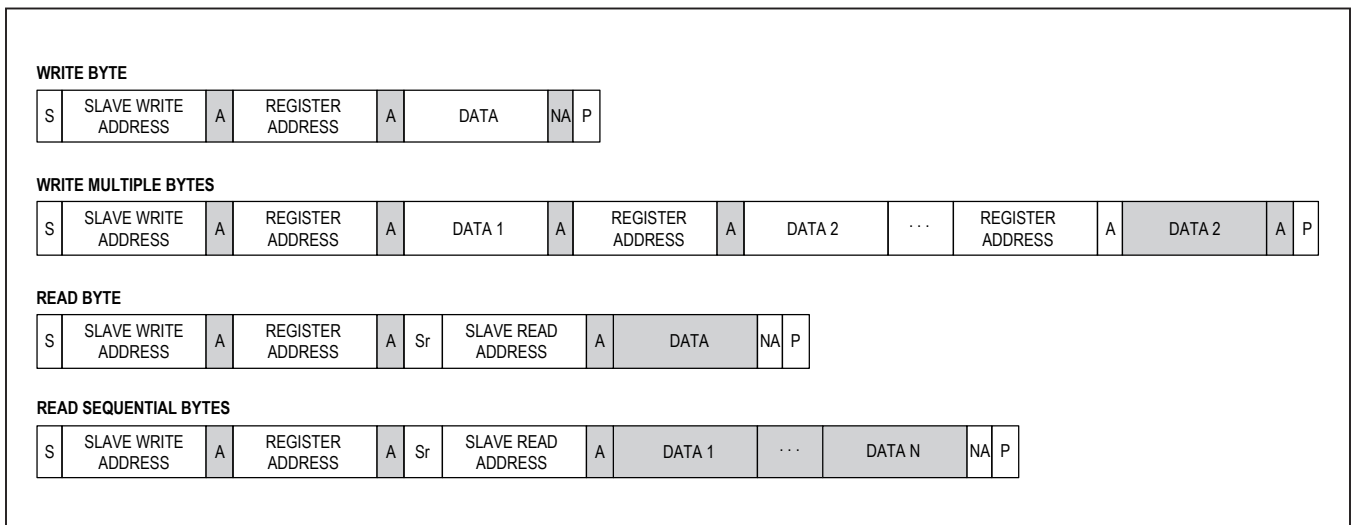 WRITE BYTE
S SLAVE WRITE ADDRESS A REGISTER ADDRESS A DATA NA P
WRITE MULTIPLE BYTES
S SLAVE WRITE ADDRESS A REGISTER ADDRESS A DATA 1 A REGISTER ADDRESS A DATA 2 . . . REGISTER ADDRESS A DATA 2 A P
READ BYTE
S SLAVE WRITE ADDRESS A REGISTER ADDRESS A Sr SLAVE READ ADDRESS A DATA NA P
READ SEQUENTIAL BYTES
S SLAVE WRITE ADDRESS A REGISTER ADDRESS A Sr SLAVE READ ADDRESS A DATA 1 . . . DATA N NA P